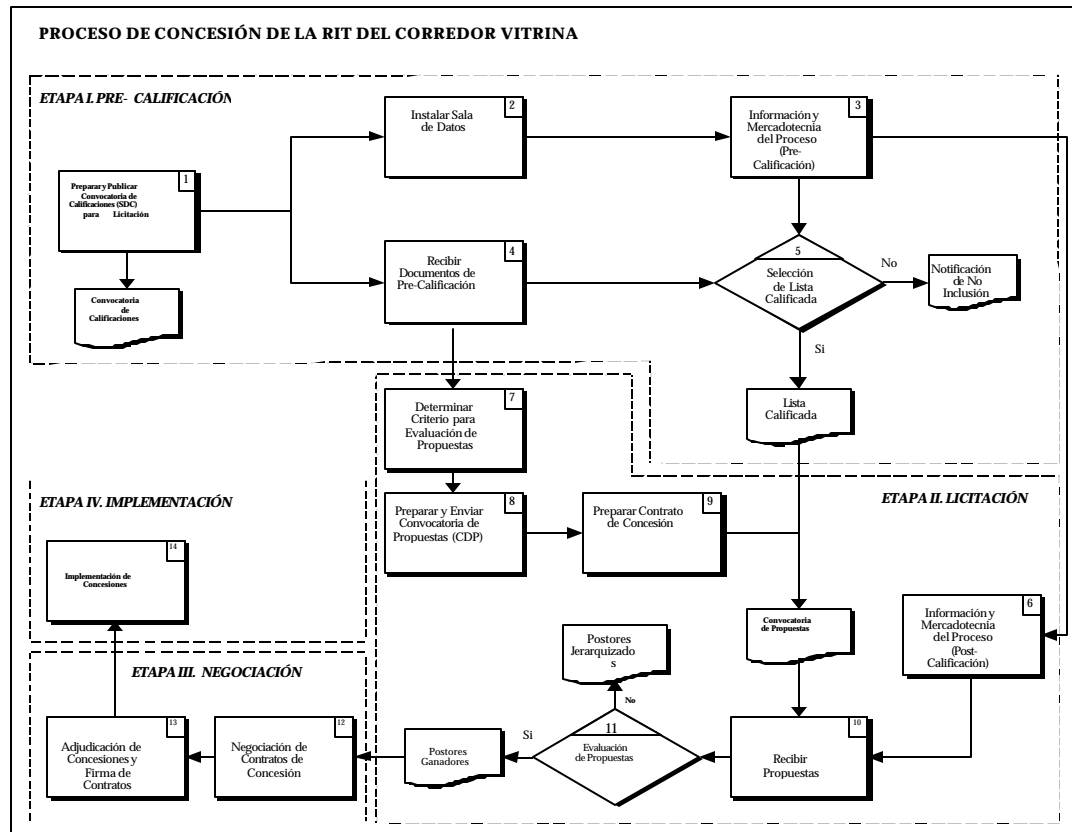 PROCESO DE CONCESIÓN DE LA RIT DEL CORREDOR VITRINA
ETAPA I. PRE- CALIFICACIÓN
1
Preparar y Publicar
Convocatoria de
Calificaciones (SDC)
para Licitación
Convocatoria
de
Calificaciones
2
Instalar Sala
de Datos
3
Información y
Mercadotecnia
del Proceso
(Pre-
Calificación)
4
Recibir
Documentos de
Pre-Calificación
5
Selección
de Lista
Calificada
No
Notificación
de No
Inclusión
Si
Lista
Calificada
7
Determinar
Criterio para
Evaluación de
Propuestas
ETAPA II. LICITACIÓN
8
Preparar y Enviar
Convocatoria de
Propuestas (CDP)
9
Preparar Contrato
de Concesión
Convocatoria
de Propuestas
6
Información y
Mercadotecnia
del Proceso
(Post-
Calificación)
10
Recibir
Propuestas
11
Evaluación
de Propuestas
No
Postores
Jerarquizado
s
Si
Postores
Ganadores
ETAPA III. NEGOCIACIÓN
12
Negociación de
Contratos de
Concesión
13
Adjudicación de
Concesiones y
Firma de
Contratos
ETAPA IV. IMPLEMENTACIÓN
14
Implementación de
Concesiones